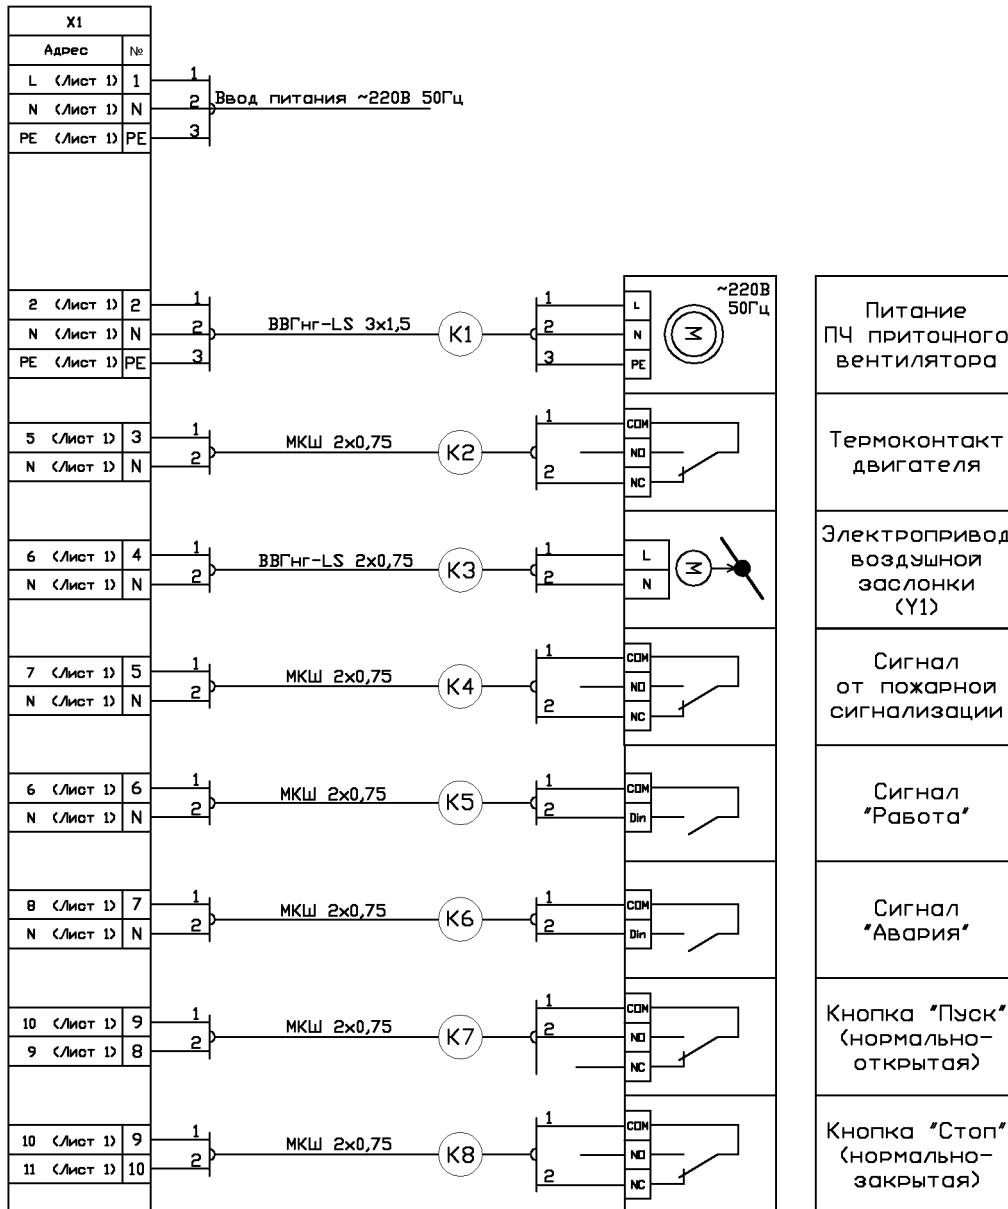 X1
Адрес №
L (Лист 1) 1 1
N (Лист 1) N 2 Ввод питания ~220В 50Гц
PE (Лист 1) PE 3
2 (Лист 1) 2 1
N (Лист 1) N 2
PE (Лист 1) PE 3
ВВГнг-LS 3x1,5 K1
1 L
2 N
3 PE
M
~220В
50Гц
Питание
ПЧ приточного
вентилятора
5 (Лист 1) 3 1
N (Лист 1) N 2
МКШ 2x0,75 K2
1 COM
NO
2 NC
Термоконтакт
двигателя
6 (Лист 1) 4 1
N (Лист 1) N 2
ВВГнг-LS 2x0,75 K3
1 L
2 N
M
Электропривод
воздушной
заслонки
(Y1)
7 (Лист 1) 5 1
N (Лист 1) N 2
МКШ 2x0,75 K4
1 COM
NO
2 NC
Сигнал
от пожарной
сигнализации
6 (Лист 1) 6 1
N (Лист 1) N 2
МКШ 2x0,75 K5
1 COM
2 Din
Сигнал
"Работа"
8 (Лист 1) 7 1
N (Лист 1) N 2
МКШ 2x0,75 K6
1 COM
2 Din
Сигнал
"Авария"
10 (Лист 1) 9 1
9 (Лист 1) 8 2
МКШ 2x0,75 K7
1 COM
2 NO
NC
Кнопка "Пуск"
(нормально-
открытая)
10 (Лист 1) 9 1
11 (Лист 1) 10 2
МКШ 2x0,75 K8
1 COM
NO
2 NC
Кнопка "Стоп"
(нормально-
закрытая)